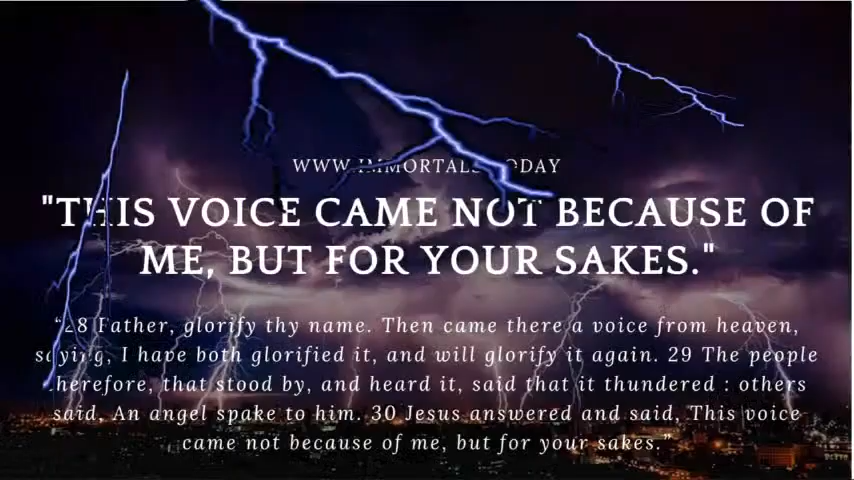 "THIS VOICE CAME NOT BECAUSE OF
ME, BUT FOR YOUR SAKES."
“28 Father, glorify thy name. Then came there a voice from heaven,
saying, I have both glorified it, and will glorify it again. 29 The people
therefore, that stood by, and heard it, said that it thundered : others
said, An angel spake to him. 30 Jesus answered and said, This voice
came not because of me, but for your sakes.”